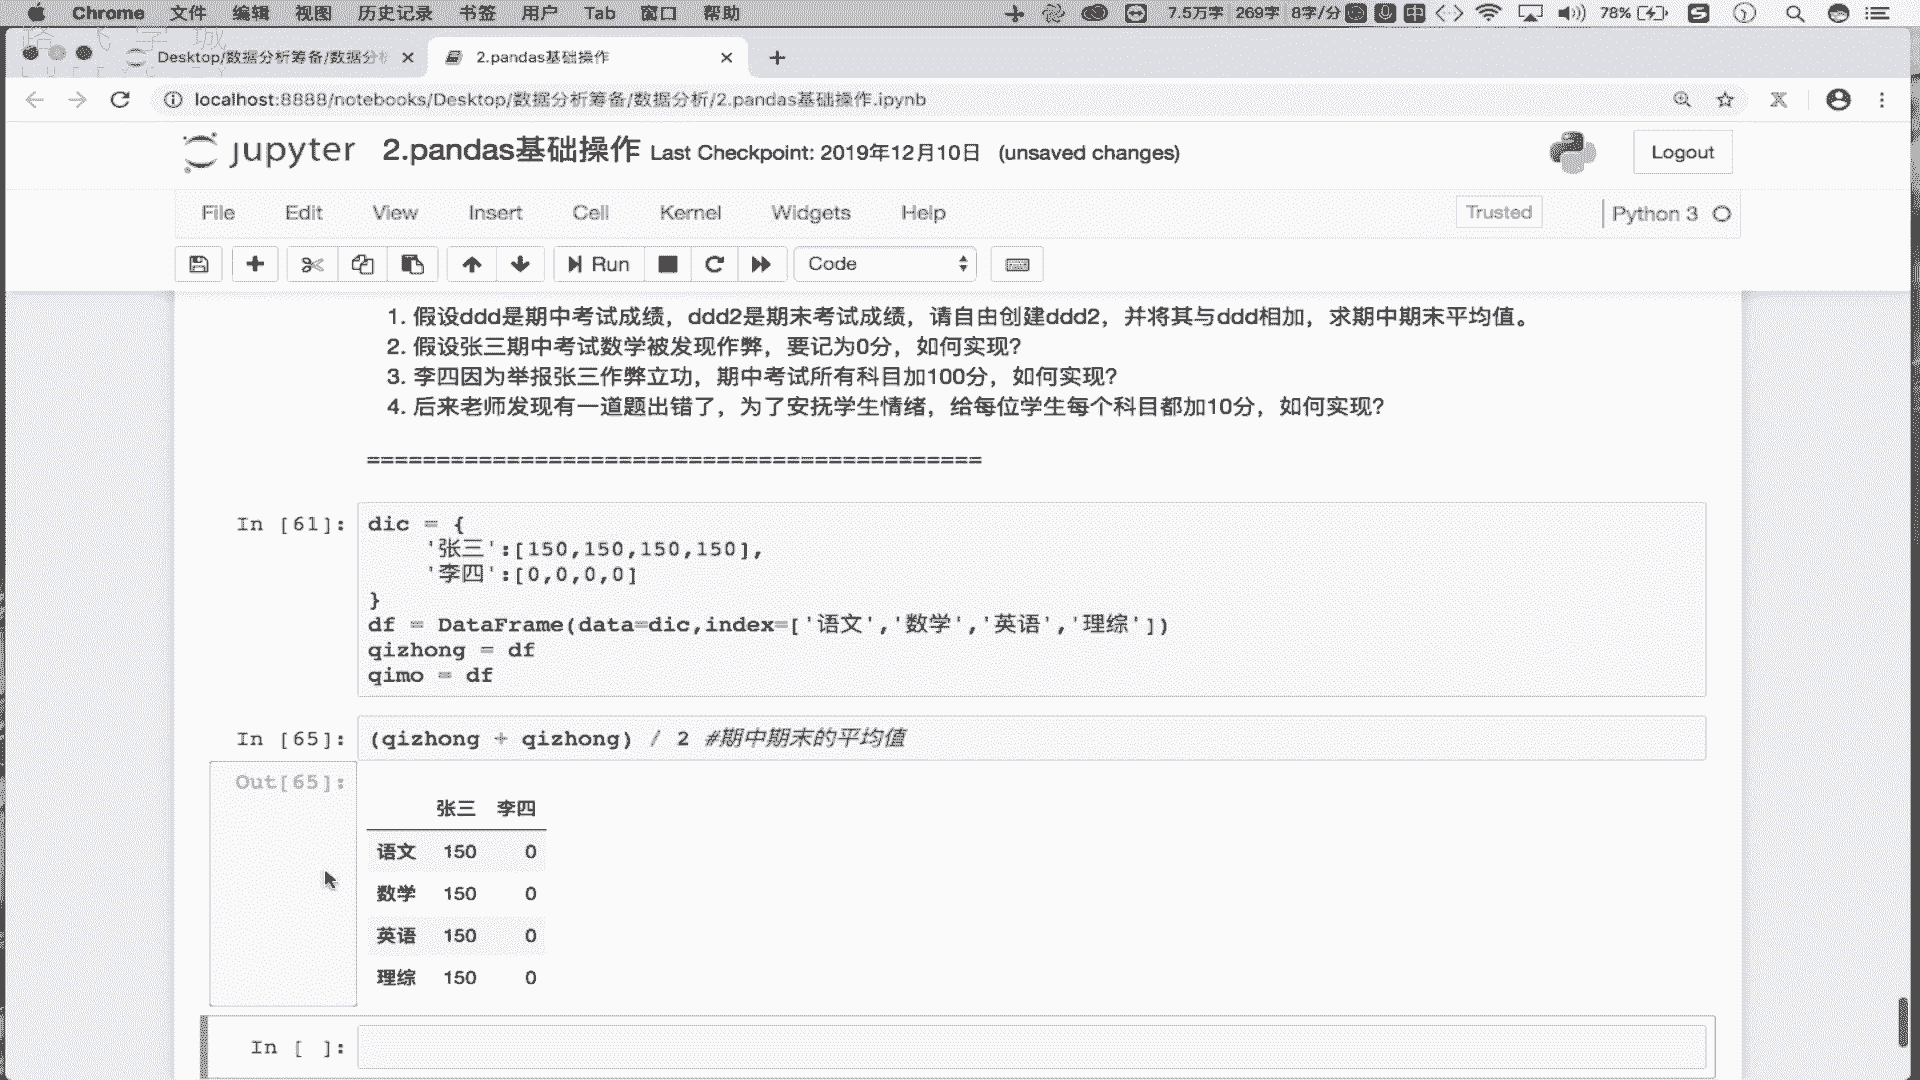 Chrome 文件 编辑 视图 历史记录 书签 用户 Tab 窗口 帮助 7.5万字 269字 8字/分 中 78%
路飞学城
Desktop/数据分析筹备/数据分析 2.pandas基础操作
localhost:8888/notebooks/Desktop/数据分析筹备/数据分析/2.pandas基础操作.ipynb
jupyter 2.pandas基础操作 Last Checkpoint: 2019年12月10日 (unsaved changes) Logout
File Edit View Insert Cell Kernel Widgets Help Trusted Python 3
Run Code
1. 假设ddd是期中考试成绩，ddd2是期末考试成绩，请自由创建ddd2，并将其与ddd相加，求期中期末平均值。
2. 假设张三期中考试数学被发现作弊，要记为0分，如何实现？
3. 李四因为举报张三作弊立功，期中考试所有科目加100分，如何实现？
4. 后来老师发现有一道题出错了，为了安抚学生情绪，给每位学生每个科目都加10分，如何实现？
============================================
In [61]: dic = {
'张三':[150,150,150,150],
'李四':[0,0,0,0]
}
df = DataFrame(data=dic,index=['语文','数学','英语','理综'])
qizhong = df
qimo = df
In [65]: (qizhong + qizhong) / 2 #期中期末的平均值
Out[65]:
张三 李四
语文 150 0
数学 150 0
英语 150 0
理综 150 0
In [ ]: